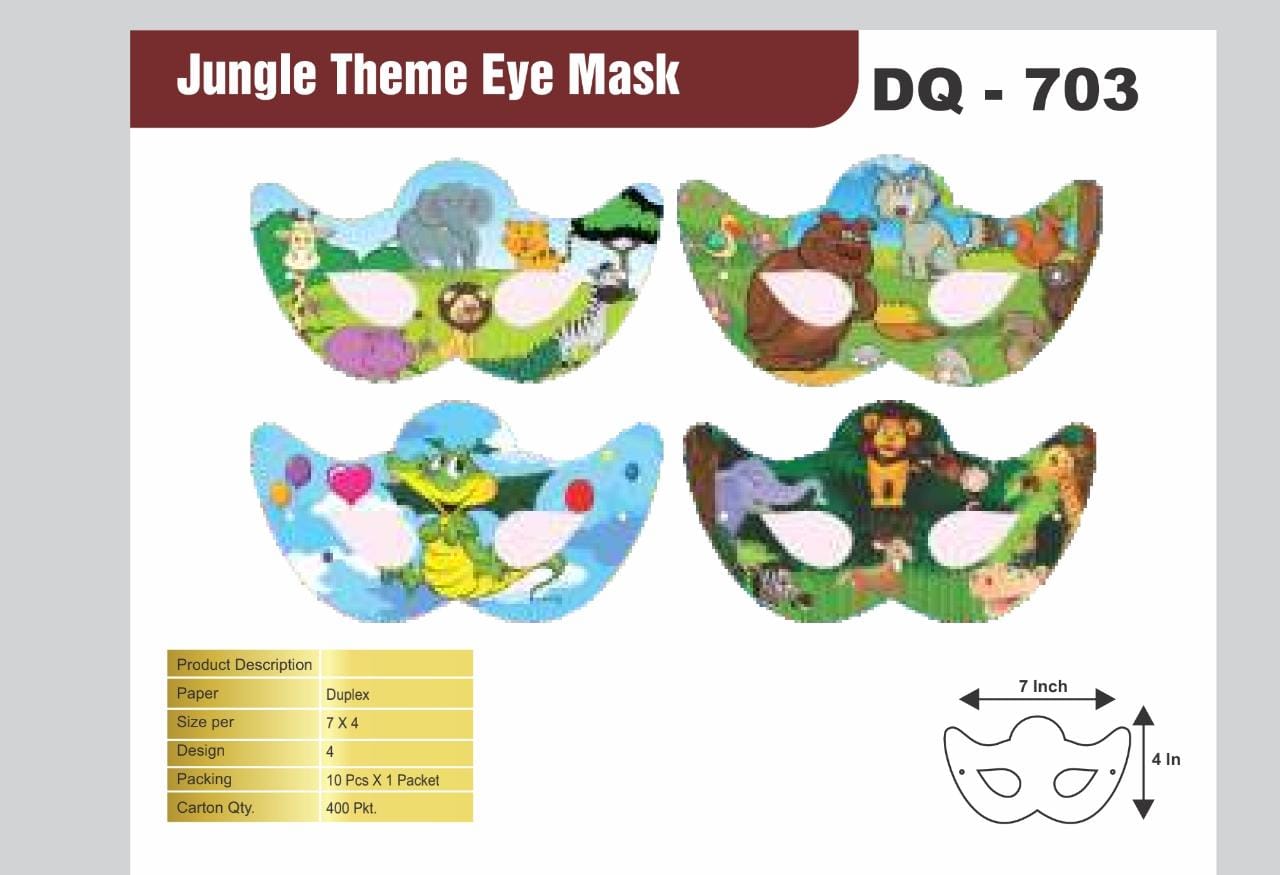 Jungle Theme Eye Mask
DQ - 703
Product Description
Paper Duplex
Size per 7 X 4
Design 4
Packing 10 Pcs X 1 Packet
Carton Qty. 400 Pkt.
7 Inch
4 In